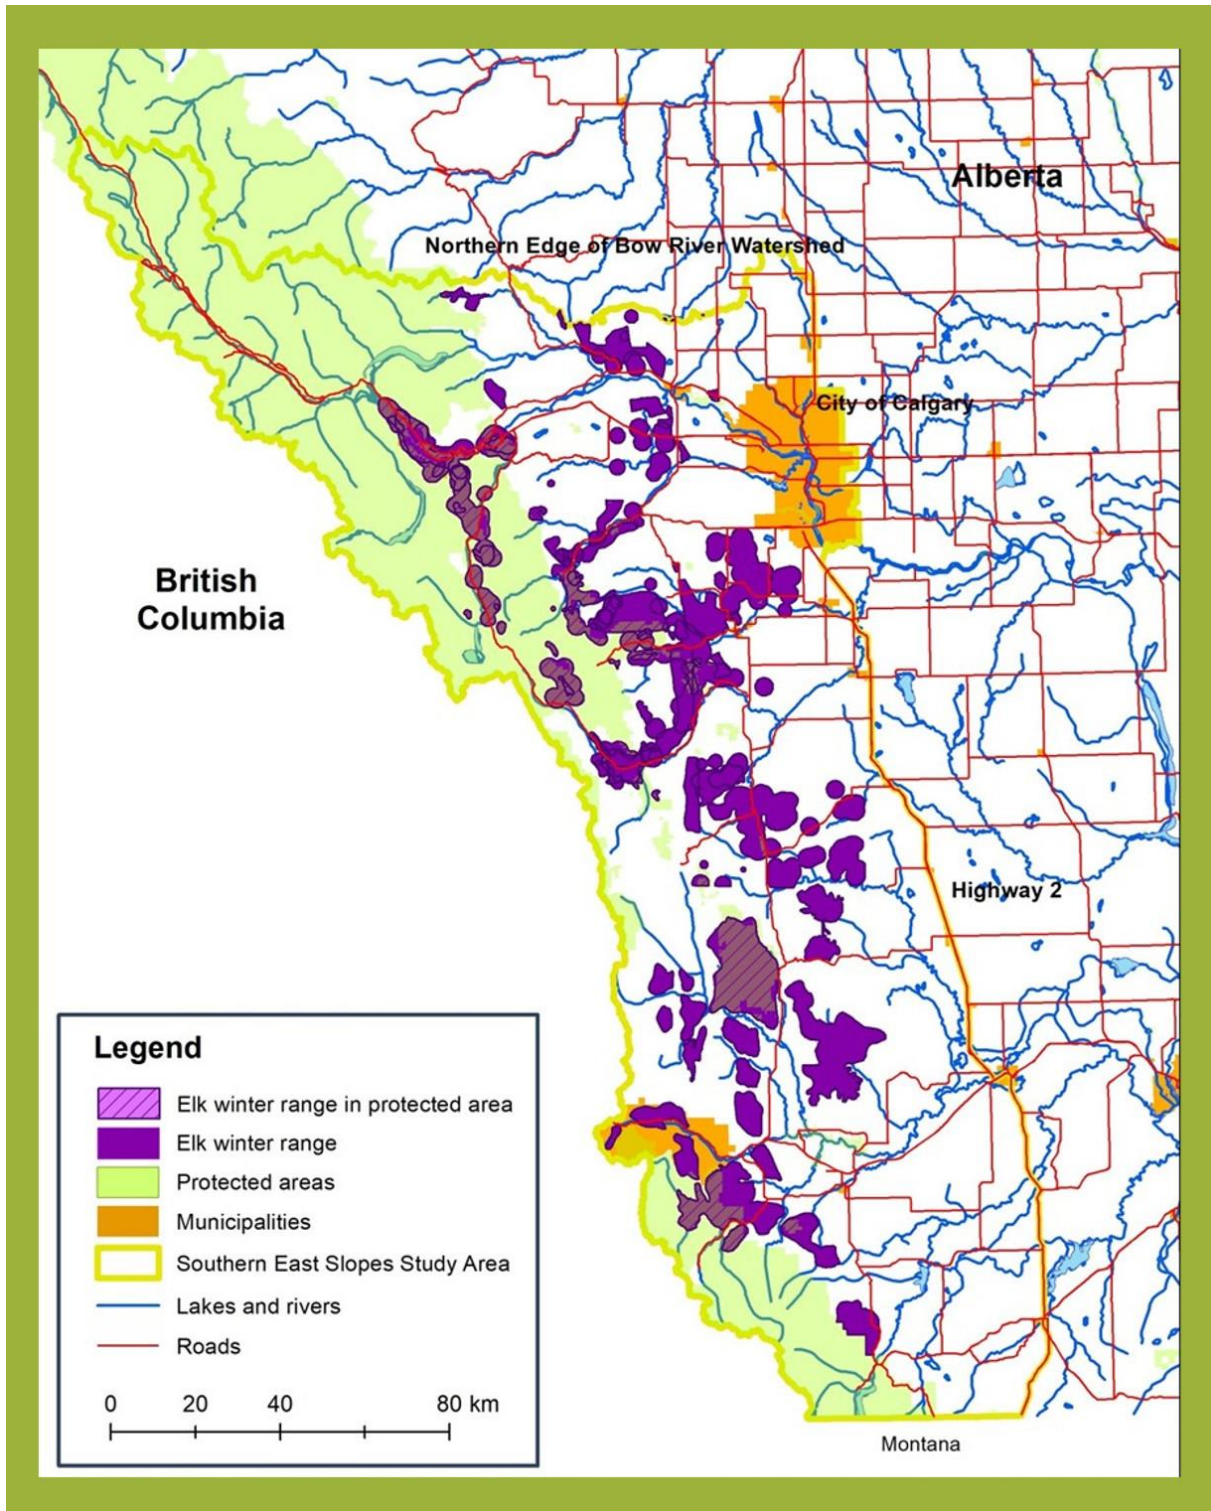 Alberta
Northern Edge of Bow River Watershed
City of Calgary
British
Columbia
Highway 2
Legend
Elk winter range in protected area
Elk winter range
Protected areas
Municipalities
Southern East Slopes Study Area
Lakes and rivers
Roads
0 20 40 80 km
Montana